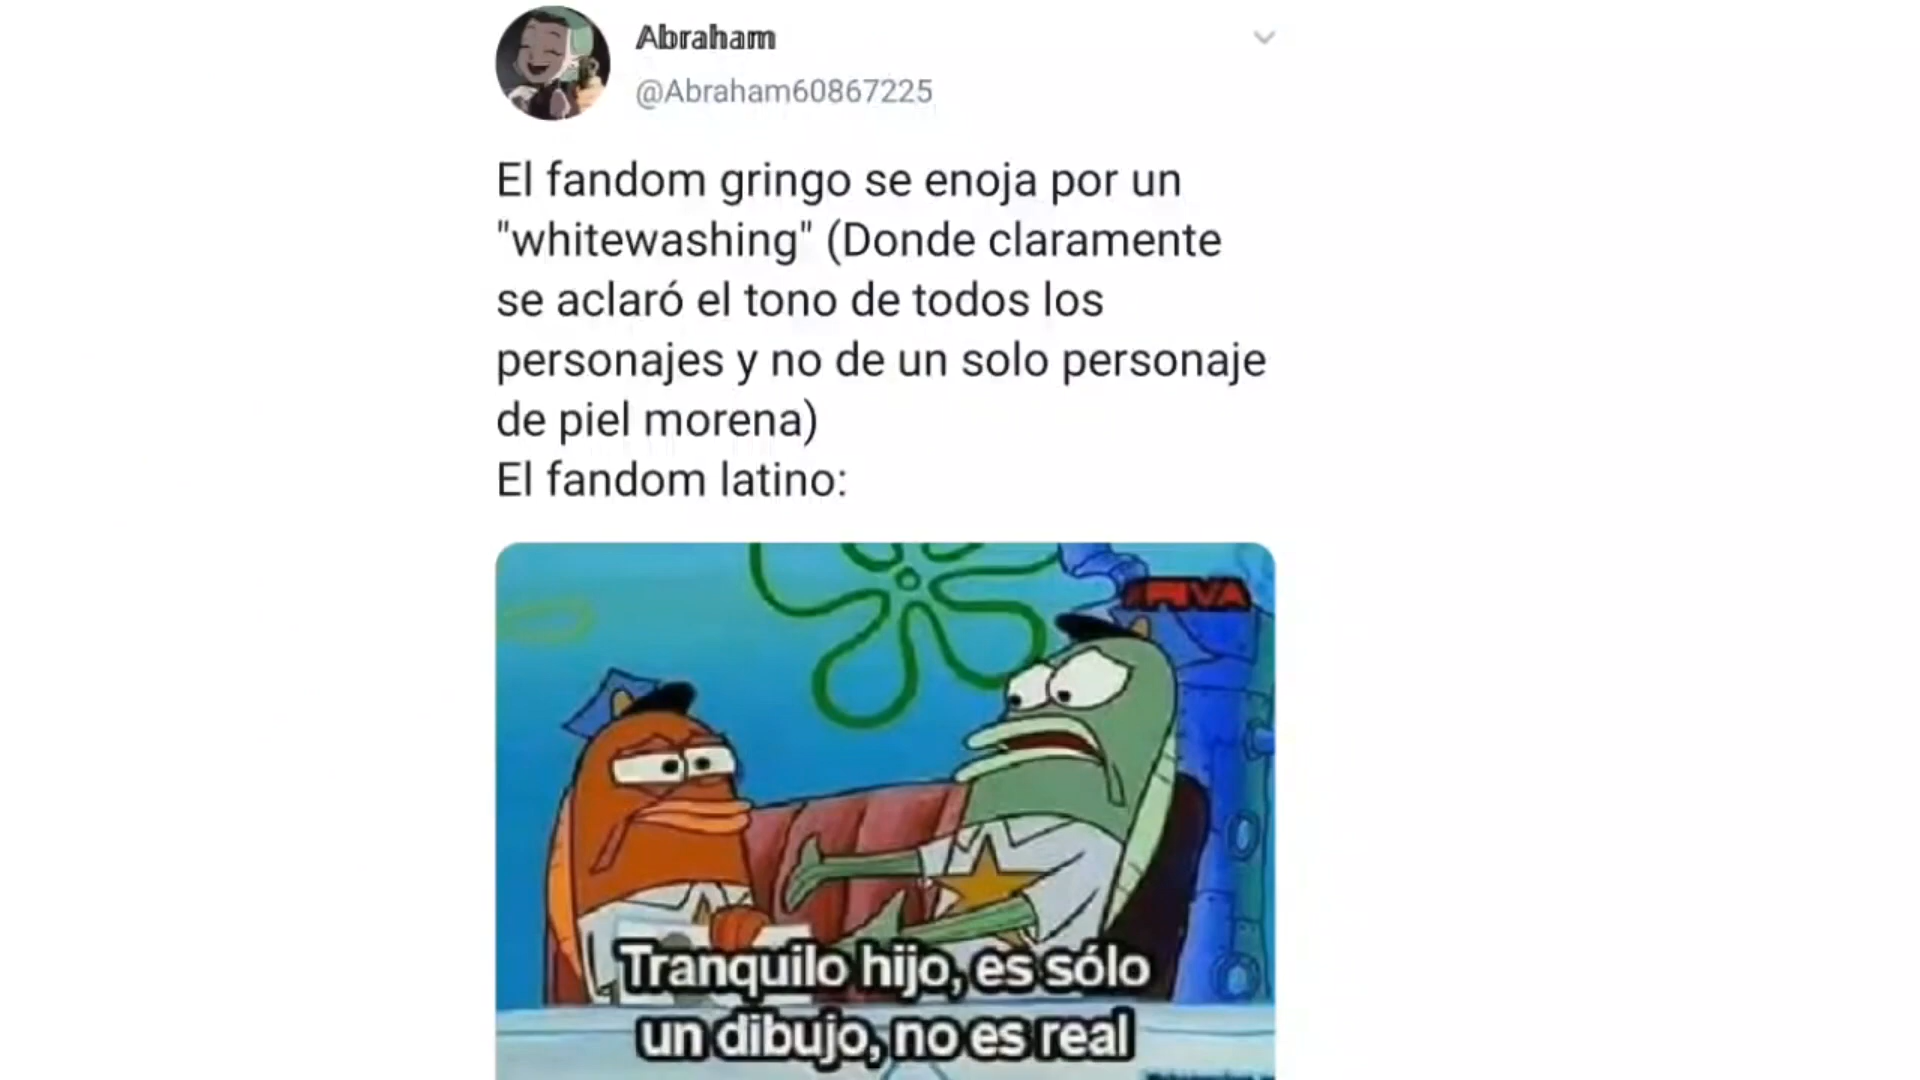 Abraham
@Abraham60867225
El fandom gringo se enoja por un
"whitewashing" (Donde claramente
se aclaró el tono de todos los
personajes y no de un solo personaje
de piel morena)
El fandom latino:
Tranquilo hijo, es sólo
un dibujo, no es real